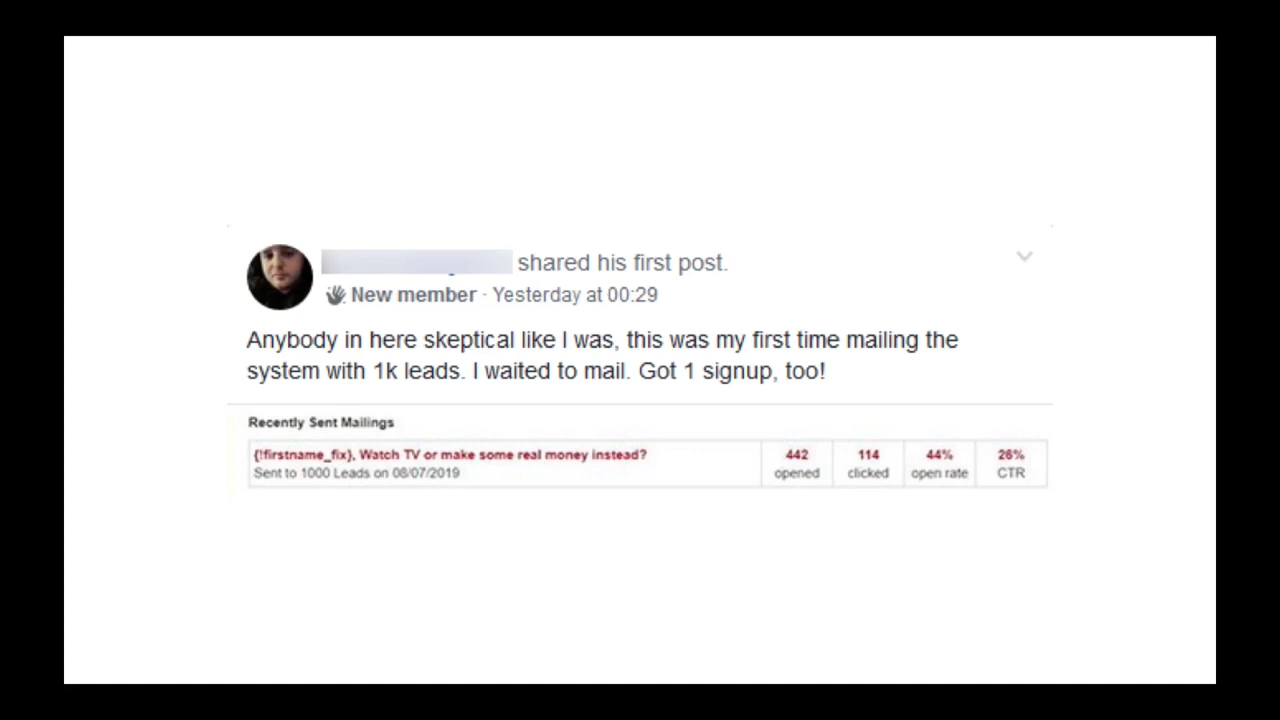 shared his first post.
New member · Yesterday at 00:29
Anybody in here skeptical like I was, this was my first time mailing the
system with 1k leads. I waited to mail. Got 1 signup, too!
Recently Sent Mailings
{!firstname_fix}, Watch TV or make some real money instead? 442 114 44% 26%
Sent to 1000 Leads on 08/07/2019 opened clicked open rate CTR